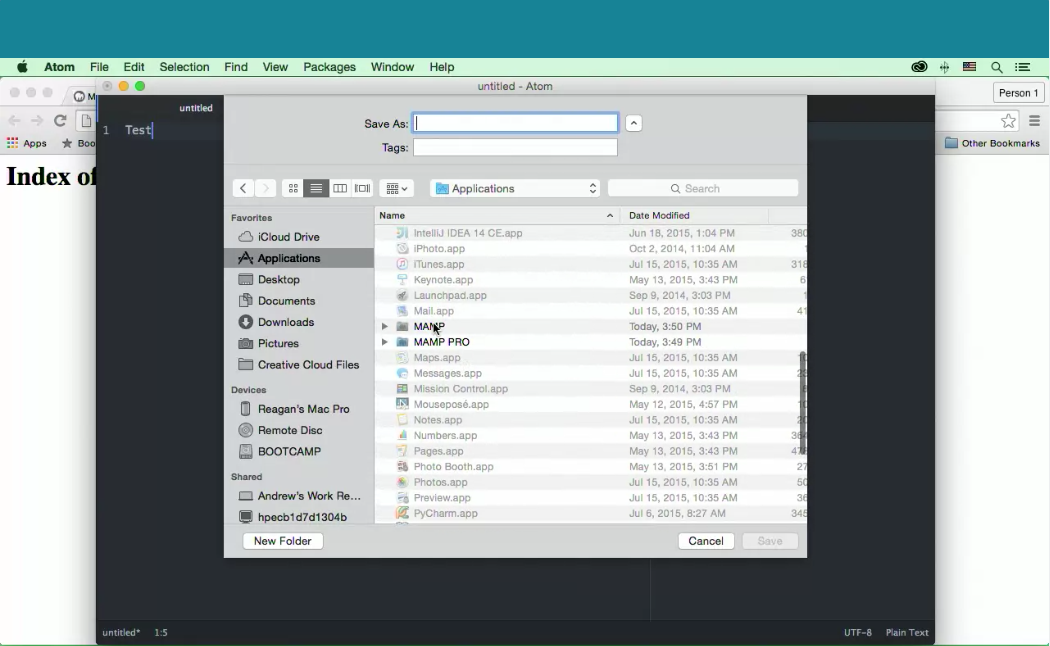 Atom File Edit Selection Find View Packages Window Help
untitled - Atom
Person 1
untitled
Apps
Other Bookmarks
1 Test
Index of
Save As:
Tags:
Applications
Search
Favorites
iCloud Drive
Applications
Desktop
Documents
Downloads
Pictures
Creative Cloud Files
Devices
Reagan's Mac Pro
Remote Disc
BOOTCAMP
Shared
Andrew's Work Re...
hpecb1d7d1304b
Name Date Modified
IntelliJ IDEA 14 CE.app Jun 18, 2015, 1:04 PM
iPhoto.app Oct 2, 2014, 11:04 AM
iTunes.app Jul 15, 2015, 10:35 AM
Keynote.app May 13, 2015, 3:43 PM
Launchpad.app Sep 9, 2014, 3:03 PM
Mail.app Jul 15, 2015, 10:35 AM
MAMP Today, 3:50 PM
MAMP PRO Today, 3:49 PM
Maps.app Jul 15, 2015, 10:35 AM
Messages.app Jul 15, 2015, 10:35 AM
Mission Control.app Sep 9, 2014, 3:03 PM
Mouseposé.app May 12, 2015, 4:57 PM
Notes.app Jul 15, 2015, 10:35 AM
Numbers.app May 13, 2015, 3:43 PM
Pages.app May 13, 2015, 3:43 PM
Photo Booth.app May 13, 2015, 3:51 PM
Photos.app Jul 15, 2015, 10:35 AM
Preview.app Jul 15, 2015, 10:35 AM
PyCharm.app Jul 6, 2015, 8:27 AM
New Folder
Cancel
Save
untitled* 1:5
UTF-8 Plain Text